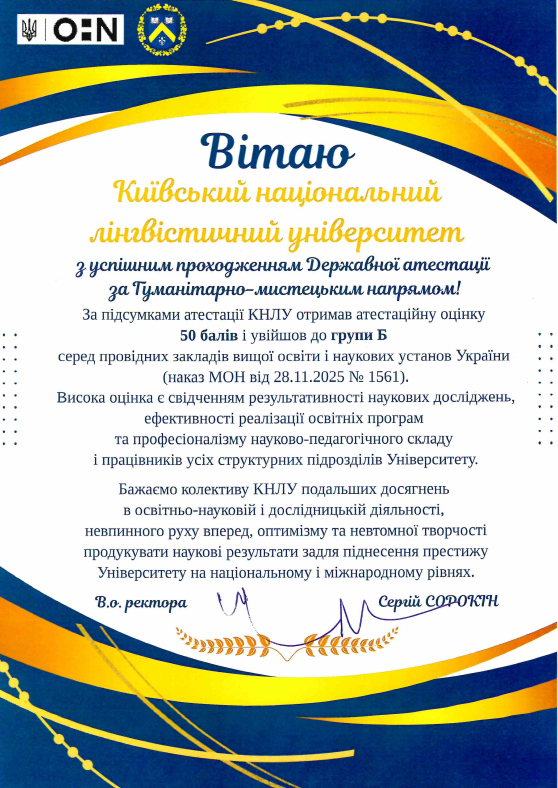 О:Н
Вітаю
Київський національний
лінгвістичний університет
з успішним проходженням Державної атестації
за Гуманітарно-мистецьким напрямом!
За підсумками атестації КНЛУ отримав атестаційну оцінку
50 балів і увійшов до групи Б
серед провідних закладів вищої освіти і наукових установ України
(наказ МОН від 28.11.2025 № 1561).
Висока оцінка є свідченням результативності наукових досліджень,
ефективності реалізації освітніх програм
та професіоналізму науково-педагогічного складу
і працівників усіх структурних підрозділів Університету.
Бажаємо колективу КНЛУ подальших досягнень
в освітньо-науковій і дослідницькій діяльності,
невпинного руху вперед, оптимізму та невтомної творчості
продукувати наукові результати задля піднесення престижу
Університету на національному і міжнародному рівнях.
В.о. ректора Сергій СОРОКІН